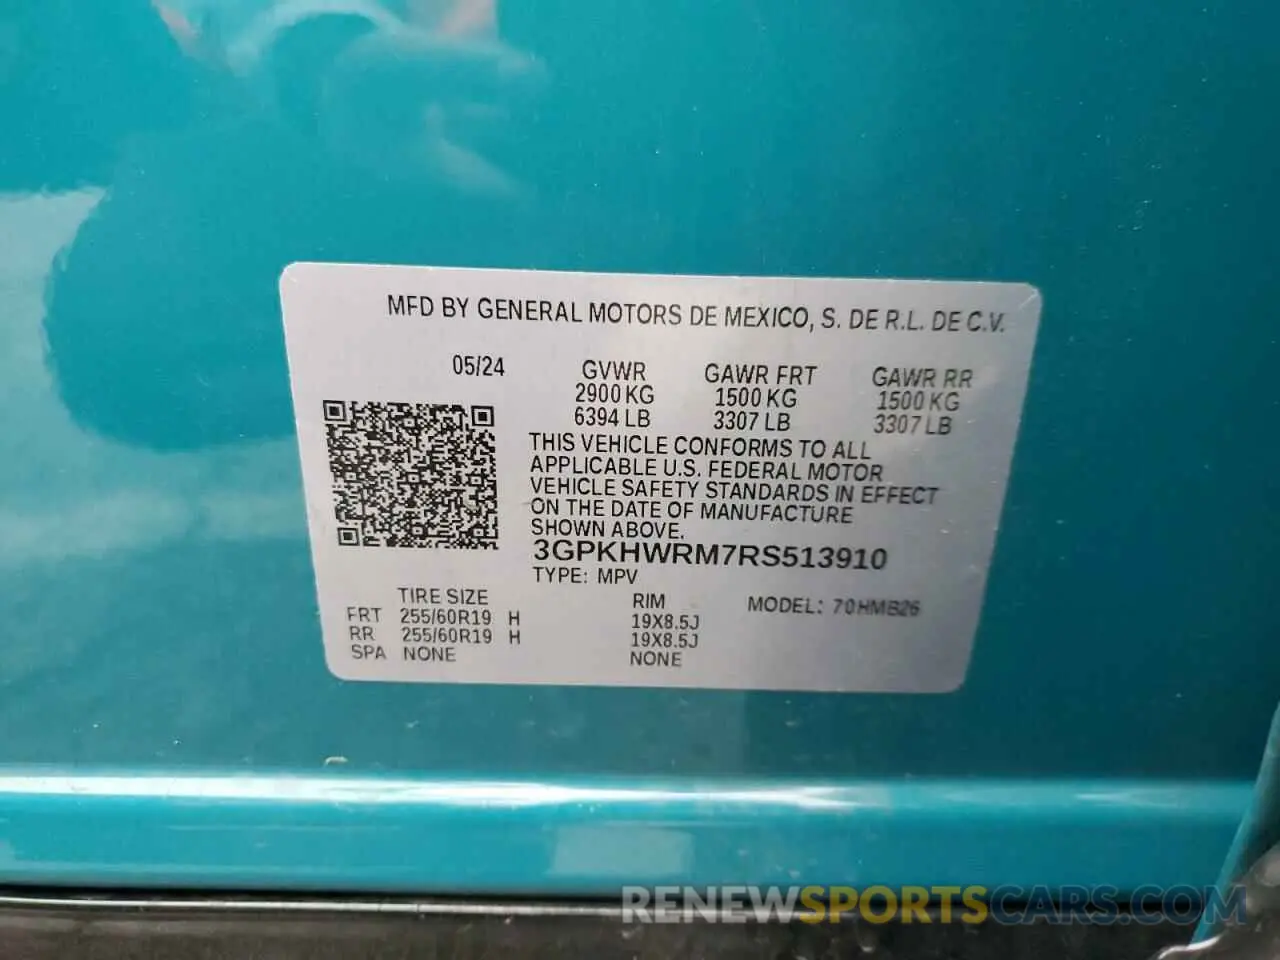 MFD BY GENERAL MOTORS DE MEXICO, S. DE R.L. DE C.V.
05/24 GVWR GAWR FRT GAWR RR
2900 KG 1500 KG 1500 KG
6394 LB 3307 LB 3307 LB
THIS VEHICLE CONFORMS TO ALL
APPLICABLE U.S. FEDERAL MOTOR
VEHICLE SAFETY STANDARDS IN EFFECT
ON THE DATE OF MANUFACTURE
SHOWN ABOVE.
3GPKHWRM7RS513910
TYPE: MPV
TIRE SIZE RIM MODEL: 70HMB26
FRT 255/60R19 H 19X8.5J
RR 255/60R19 H 19X8.5J
SPA NONE NONE
RENEWSPORTSCARS.COM